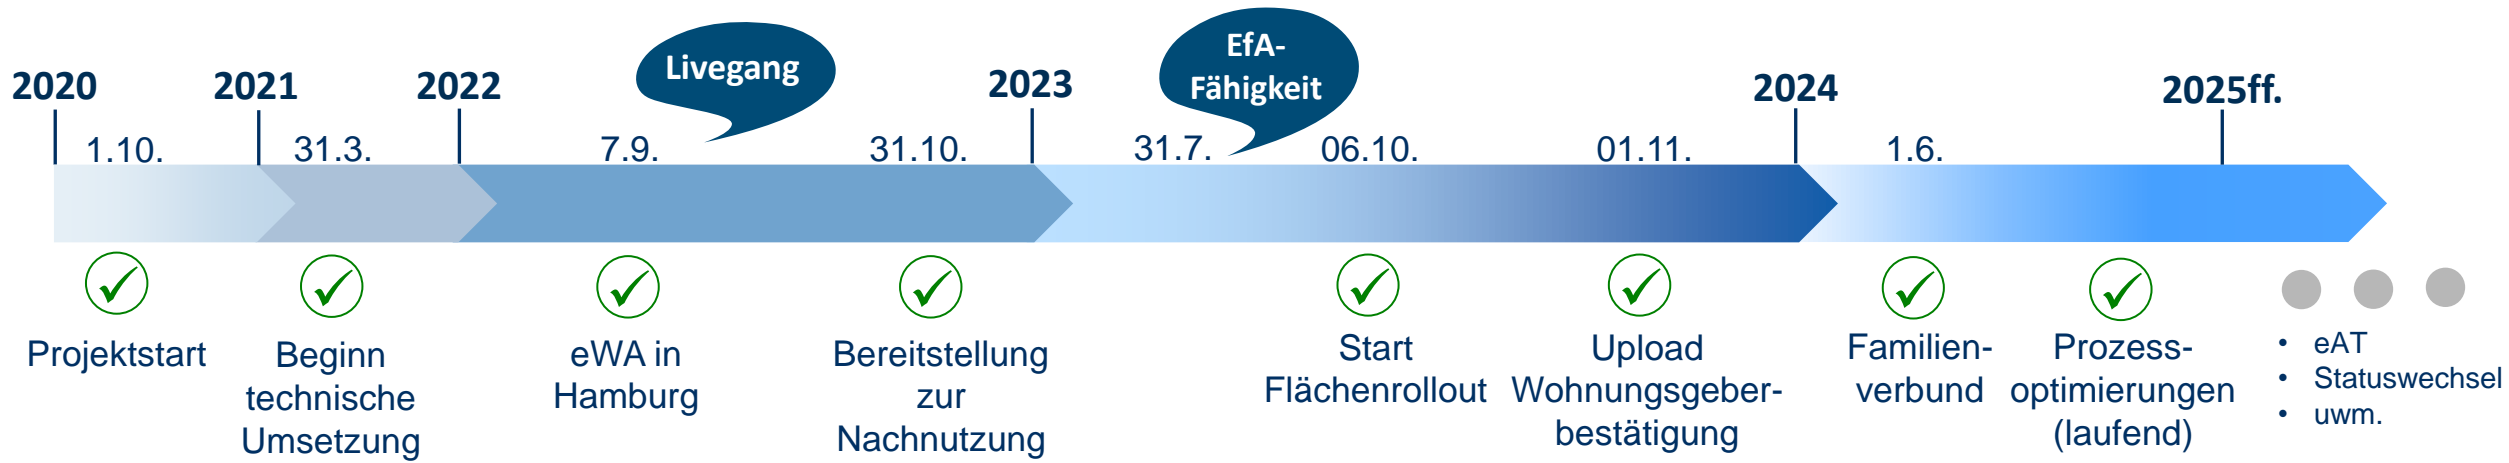 2020
2021
2022
Livegang
2023
EfA-
Fähigkeit
2024
2025ff.
1.10.
31.3.
7.9.
31.10.
31.7.
06.10.
01.11.
1.6.
Projektstart
Beginn
technische
Umsetzung
eWA in
Hamburg
Bereitstellung
zur
Nachnutzung
Start
Flächenrollout
Upload
Wohnungsgeber-
bestätigung
Familien-
verbund
Prozess-
optimierungen
(laufend)
• eAT
• Statuswechsel
• uwm.